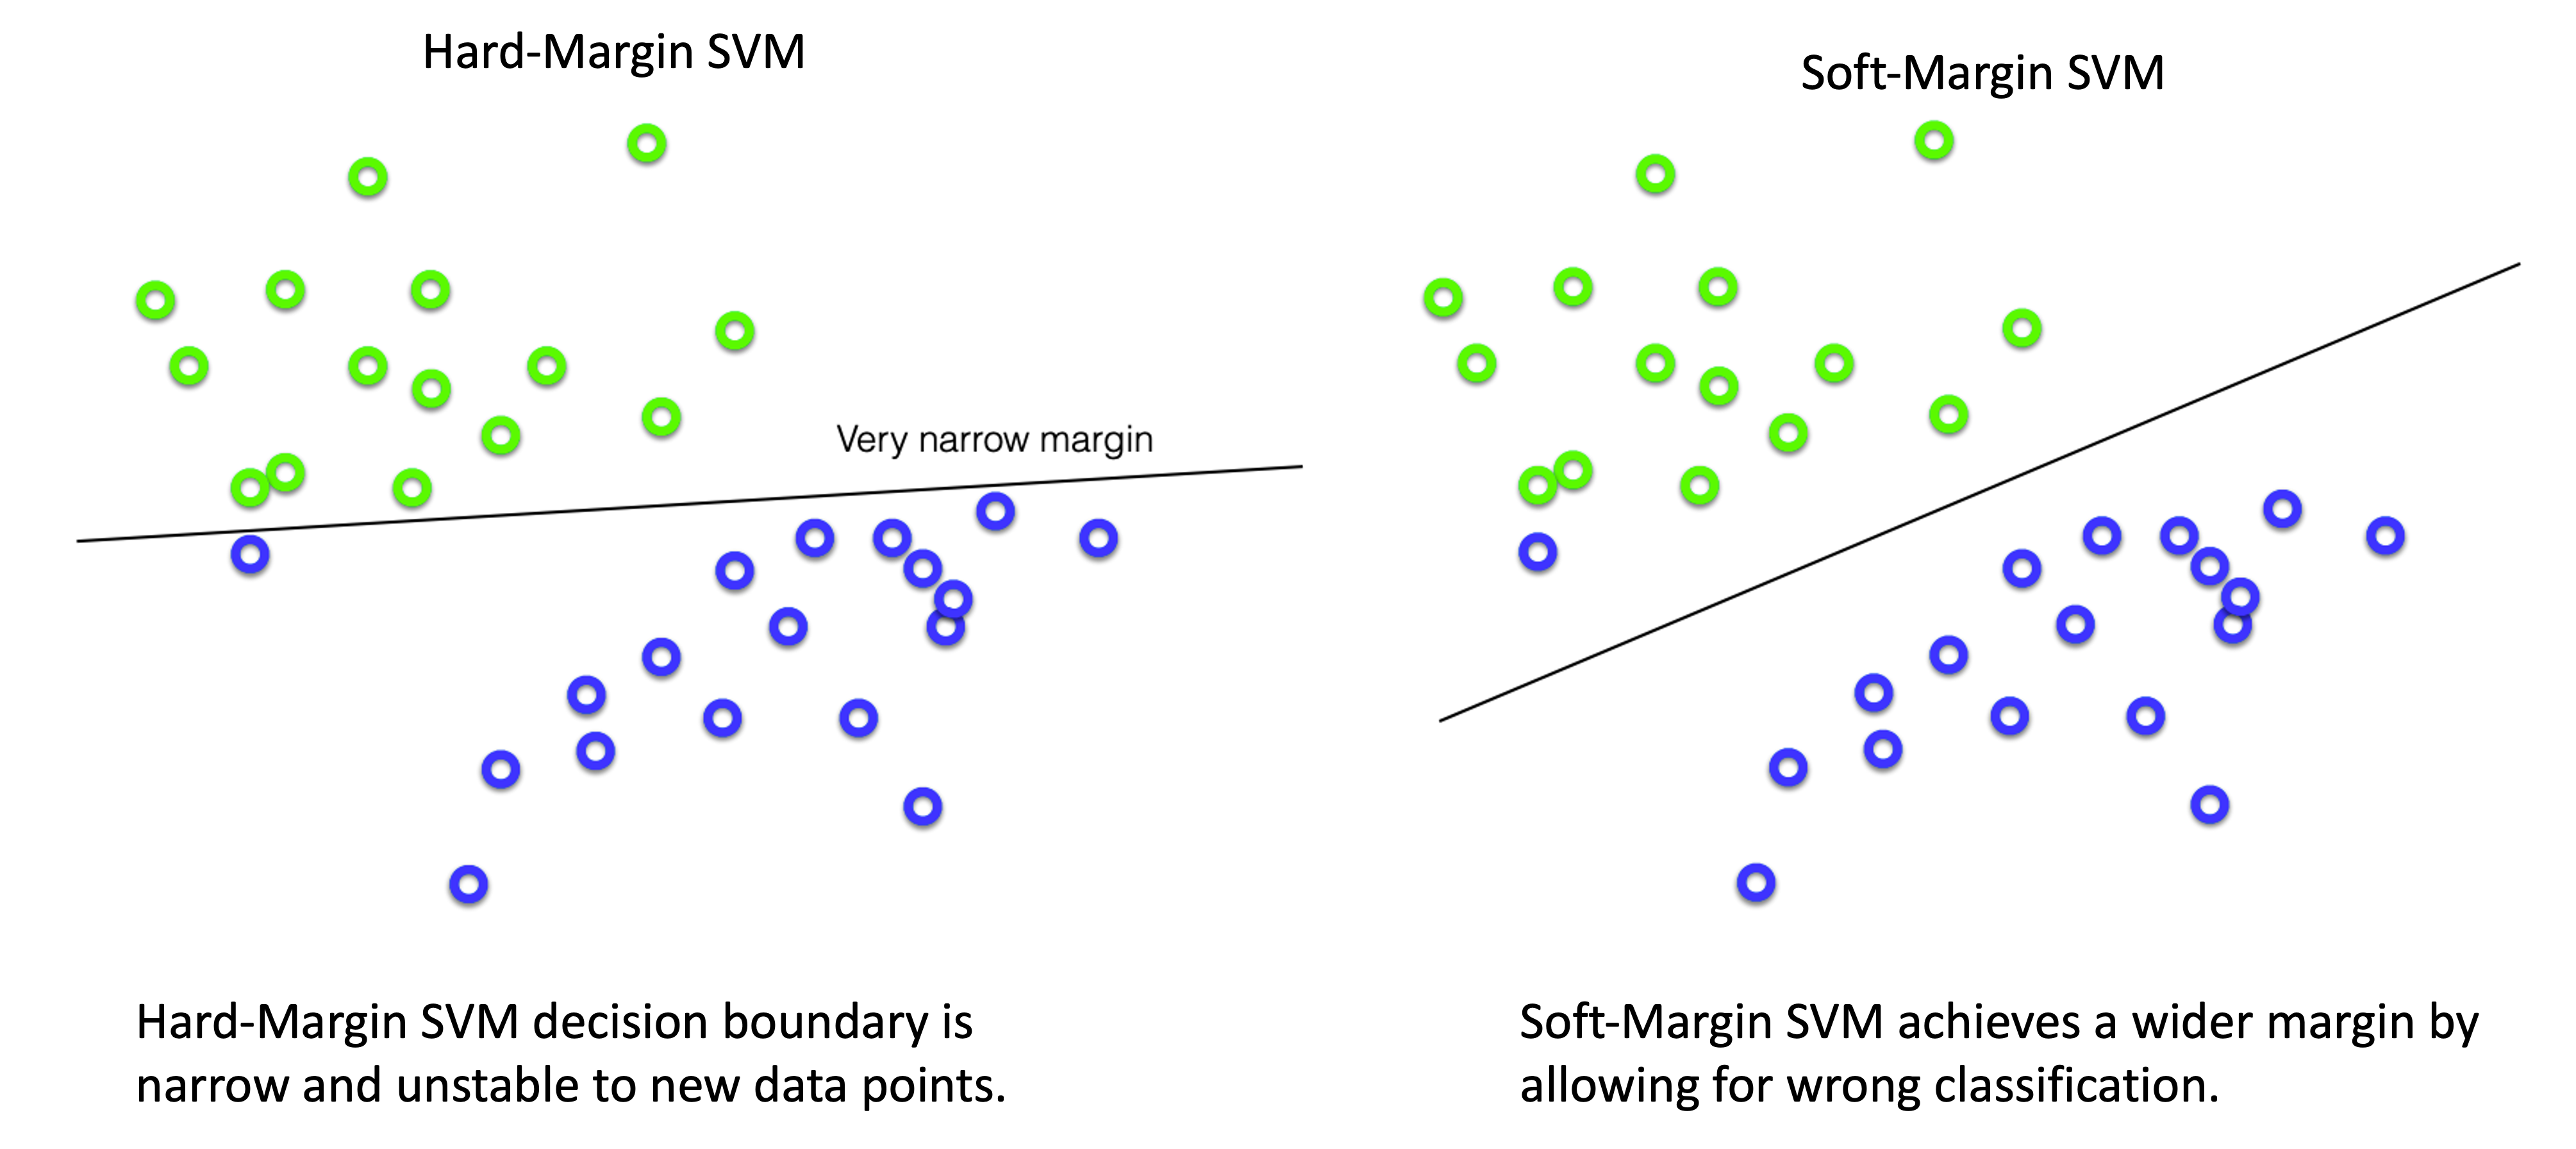 Hard-Margin SVM
Soft-Margin SVM
Very narrow margin
Hard-Margin SVM decision boundary is
narrow and unstable to new data points.
Soft-Margin SVM achieves a wider margin by
allowing for wrong classification.